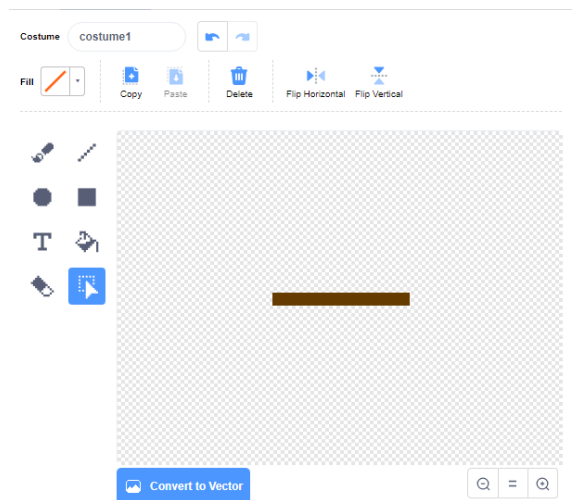 Costume costume1
Fill
Copy Paste Delete Flip Horizontal Flip Vertical
T
Convert to Vector